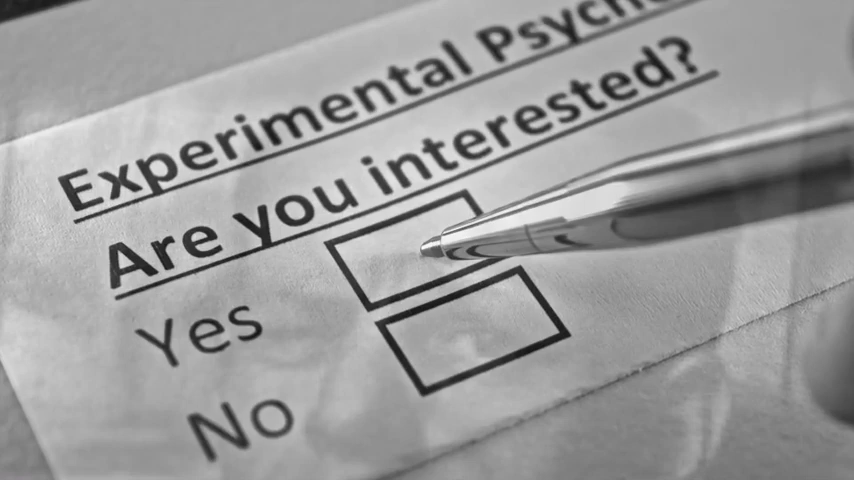 Experimental Psych
Are you interested?
Yes
No